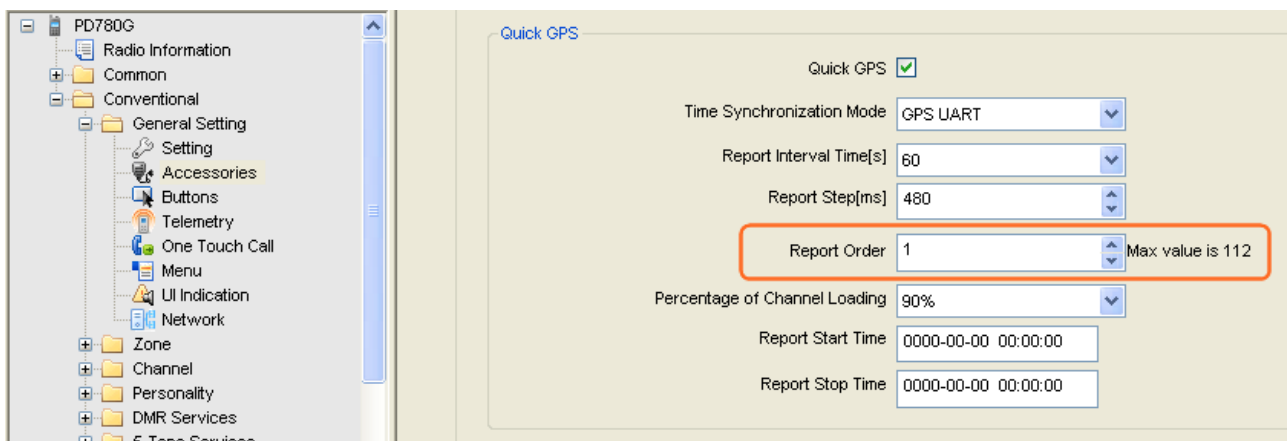 PD780G
Radio Information
Common
Conventional
General Setting
Setting
Accessories
Buttons
Telemetry
One Touch Call
Menu
UI Indication
Network
Zone
Channel
Personality
DMR Services
5 Tone Services
Quick GPS
Quick GPS
Time Synchronization Mode GPS UART
Report Interval Time[s] 60
Report Step[ms] 480
Report Order 1 Max value is 112
Percentage of Channel Loading 90%
Report Start Time 0000-00-00 00:00:00
Report Stop Time 0000-00-00 00:00:00